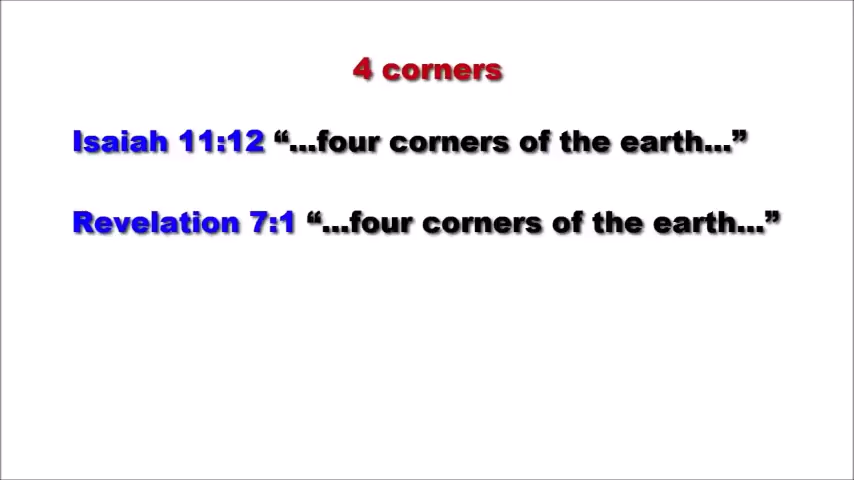 4 corners
Isaiah 11:12 “...four corners of the earth...”
Revelation 7:1 “...four corners of the earth...”